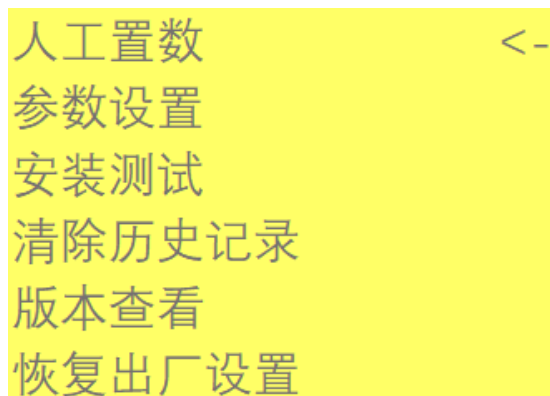 人工置数 <-
参数设置
安装测试
清除历史记录
版本查看
恢复出厂设置